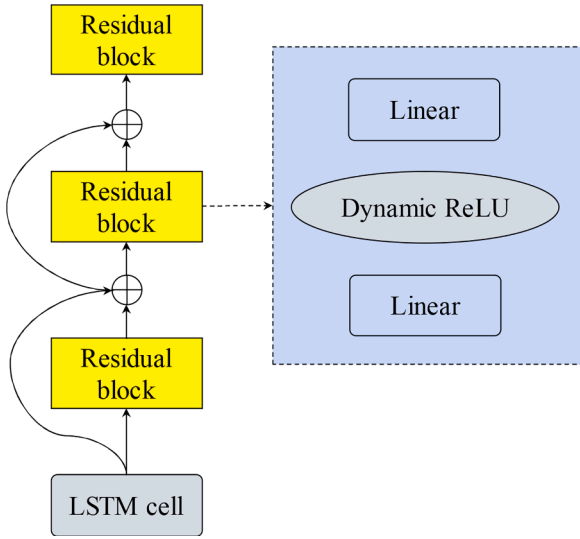 Residual
block
Residual
block
Residual
block
LSTM cell
Linear
Dynamic ReLU
Linear